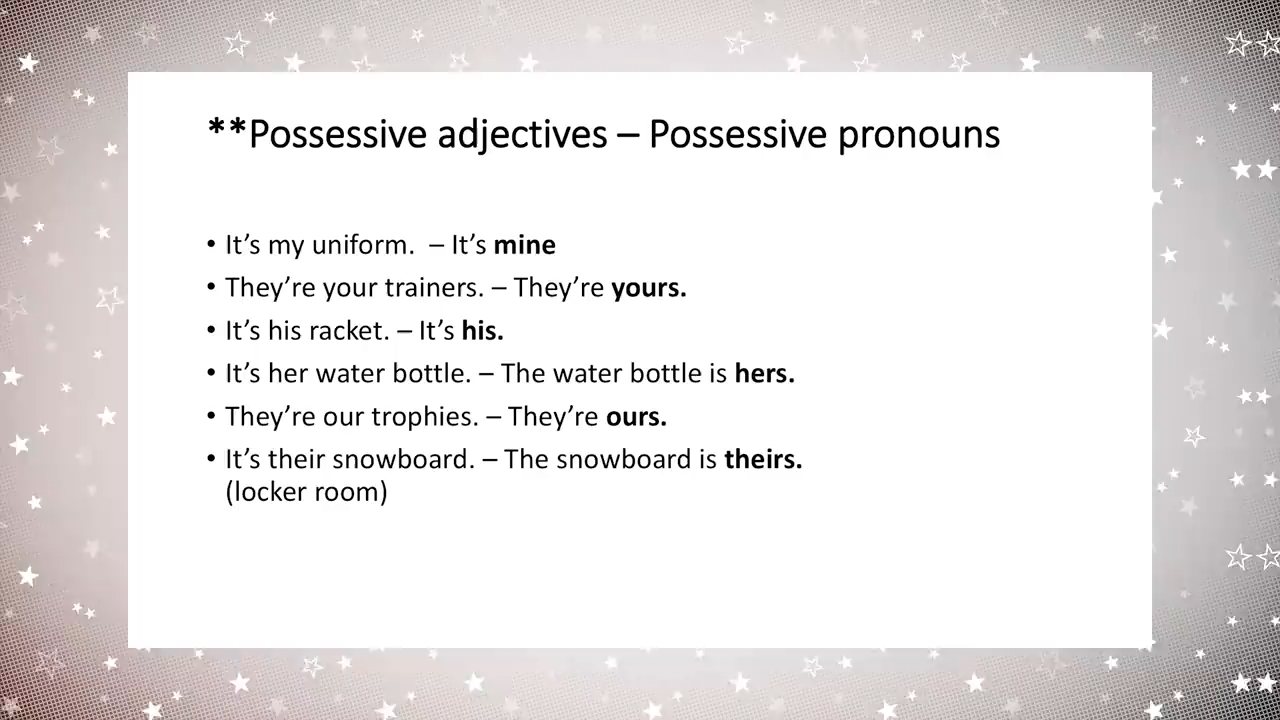 **Possessive adjectives – Possessive pronouns
• It’s my uniform.  – It’s mine
• They’re your trainers. – They’re yours.
• It’s his racket. – It’s his.
• It’s her water bottle. – The water bottle is hers.
• They’re our trophies. – They’re ours.
• It’s their snowboard. – The snowboard is theirs.
(locker room)